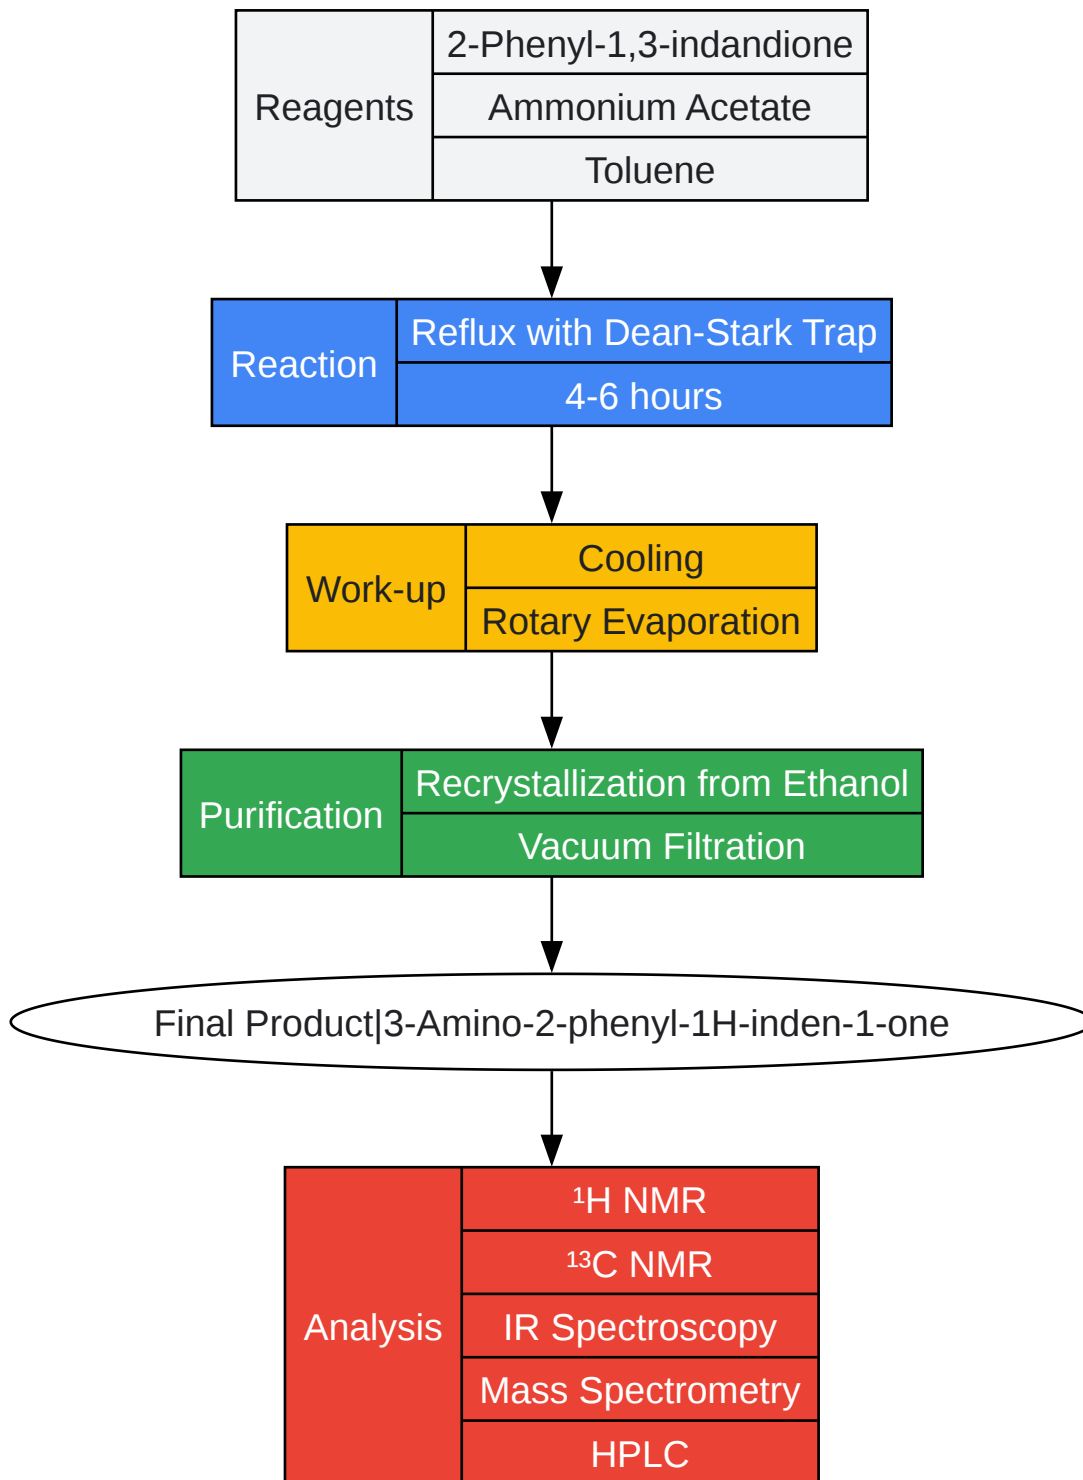 Reagents
2-Phenyl-1,3-indandione
Ammonium Acetate
Toluene
Reaction
Reflux with Dean-Stark Trap
4-6 hours
Work-up
Cooling
Rotary Evaporation
Purification
Recrystallization from Ethanol
Vacuum Filtration
Final Product|3-Amino-2-phenyl-1H-inden-1-one
Analysis
¹H NMR
¹³C NMR
IR Spectroscopy
Mass Spectrometry
HPLC